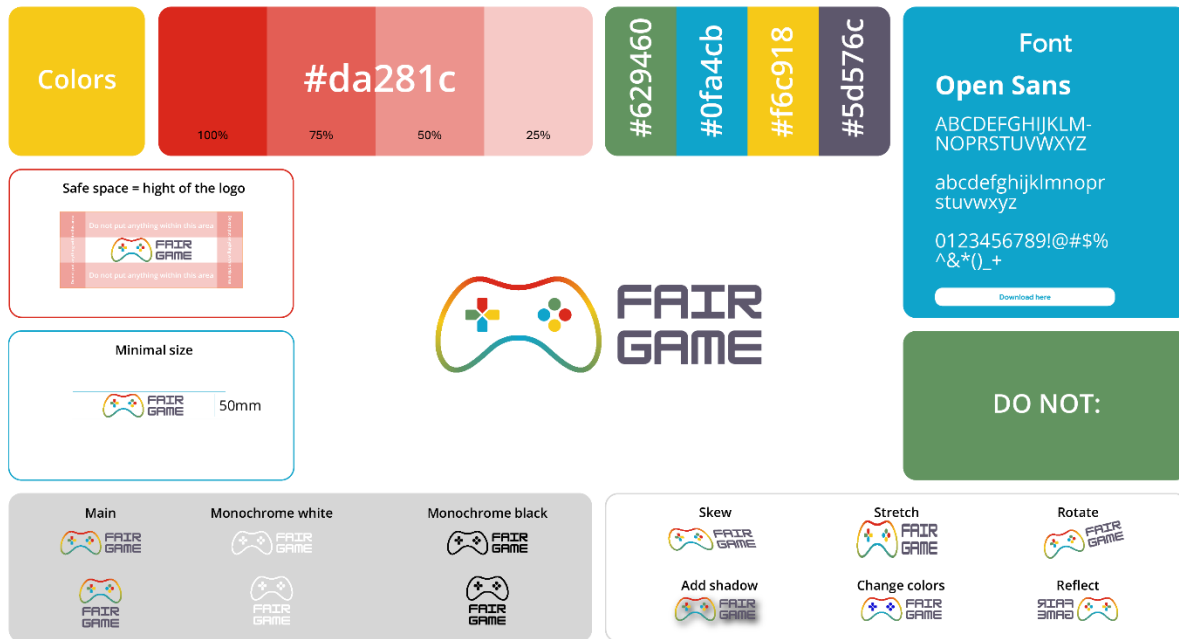 Colors
#da281c
100%
75%
50%
25%
#629460
#0fa4cb
#f6c918
#5d576c
Font
Open Sans
ABCDEFGHIJKLM-
NOPRSTUVWXYZ
abcdefghijklmnopr
stuvwxyz
0123456789!@#$%
^&*()_+
Download here
Safe space = hight of the logo
Do not put anything within this area
FAIR
GAME
Do not put anything within this area
FAIR
GAME
Minimal size
FAIR
GAME
50mm
DO NOT:
Main
Monochrome white
Monochrome black
FAIR
GAME
FAIR
GAME
FAIR
GAME
FAIR
GAME
FAIR
GAME
FAIR
GAME
Skew
Stretch
Rotate
FAIR
GAME
FAIR
GAME
FAIR
GAME
Add shadow
Change colors
Reflect
FAIR
GAME
FAIR
GAME
FAIR
GAME